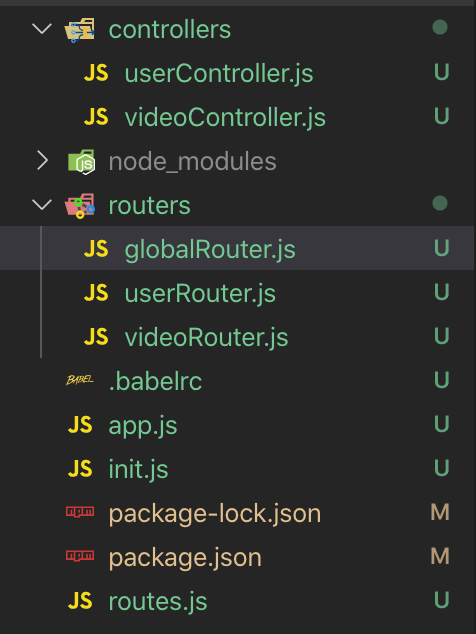 controllers
JS userController.js U
JS videoController.js U
JS node_modules
routers
JS globalRouter.js U
JS userRouter.js U
JS videoRouter.js U
BABEL .babelrc U
JS app.js U
JS init.js U
package-lock.json M
package.json M
JS routes.js U